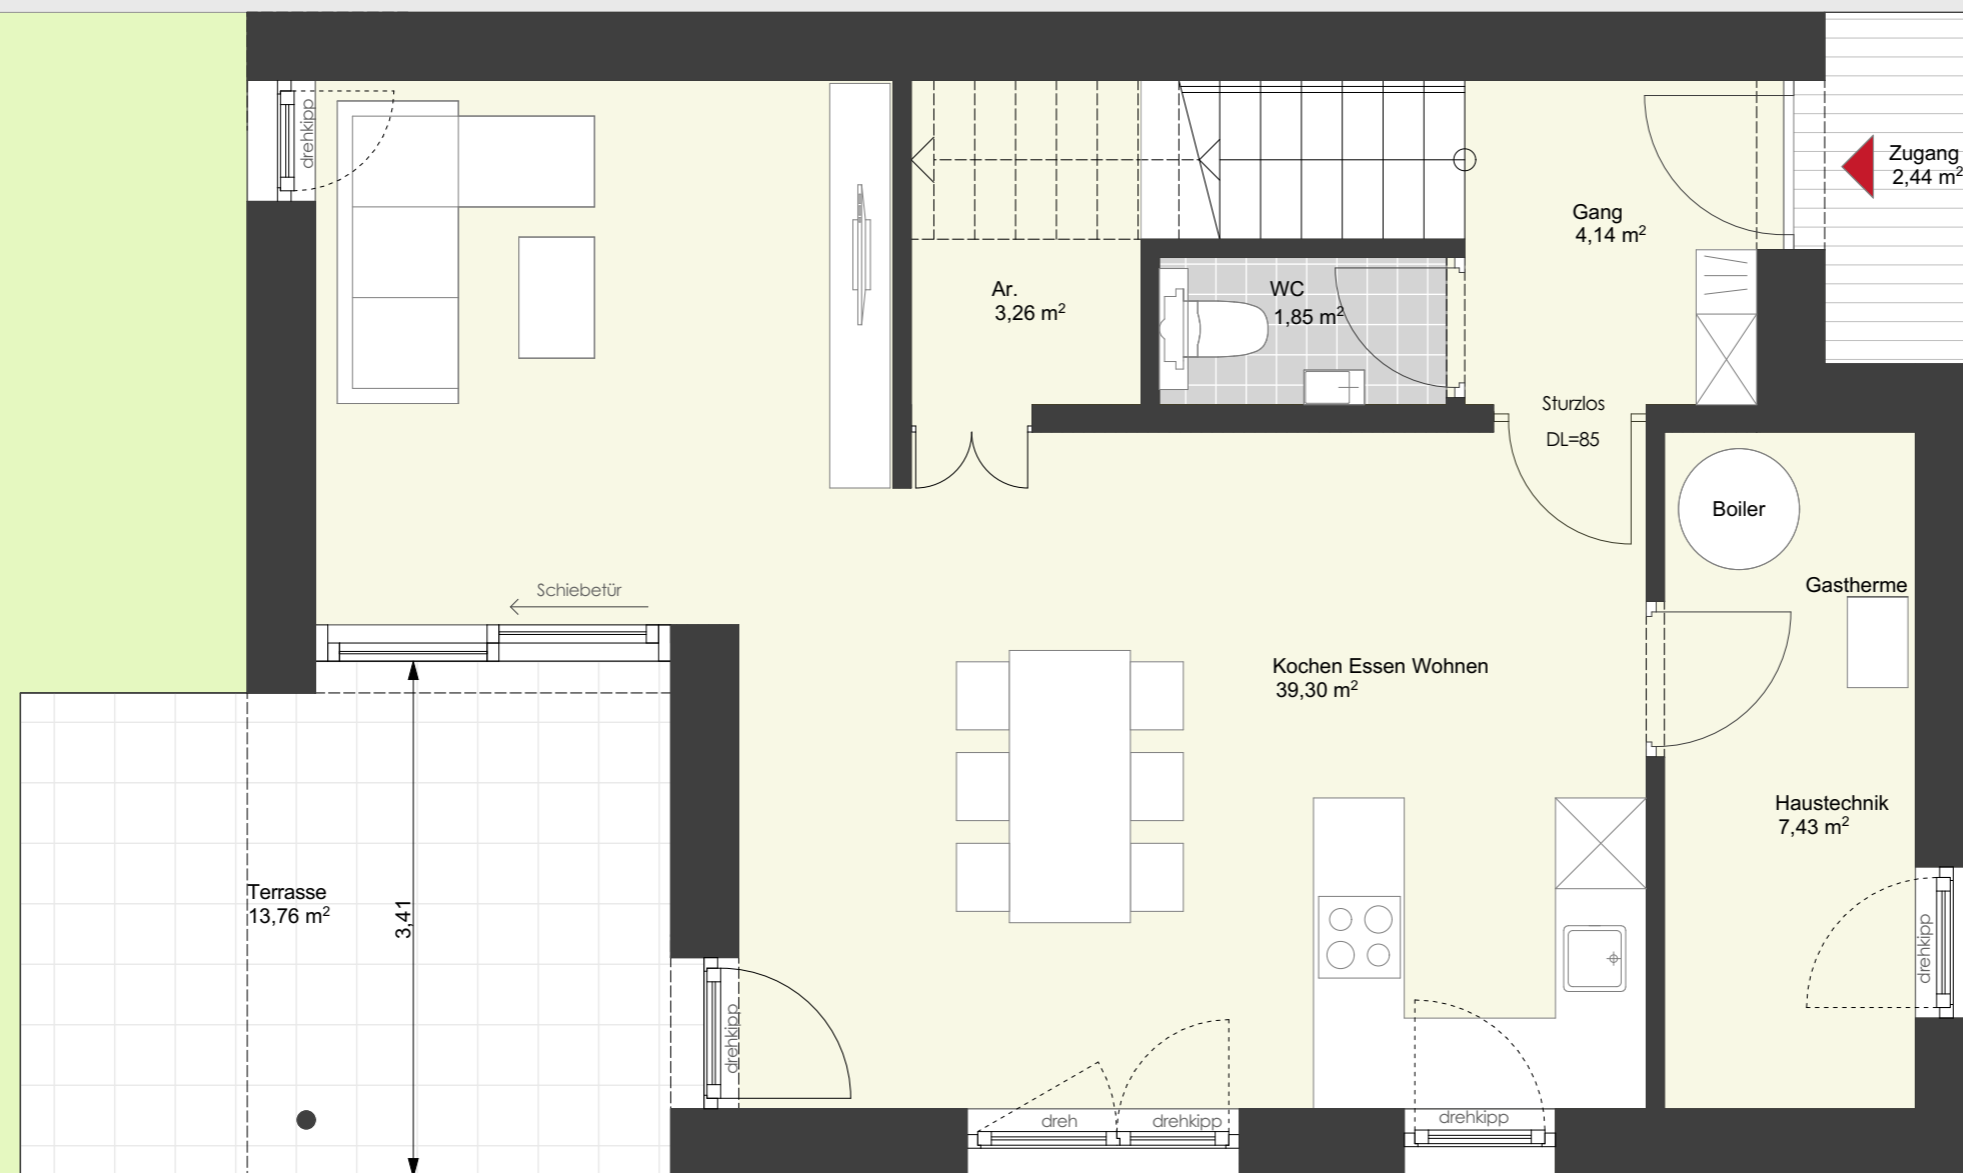 drehkipp
Zugang
2,44 m²
Gang
4,14 m²
Ar.
3,26 m²
WC
1,85 m²
Sturzlos
DL=85
Boiler
Gastherme
Schiebetür
Kochen Essen Wohnen
39,30 m²
Haustechnik
7,43 m²
Terrasse
13,76 m²
3,41
drehkipp
drehkipp
dreh
drehkipp
drehkipp